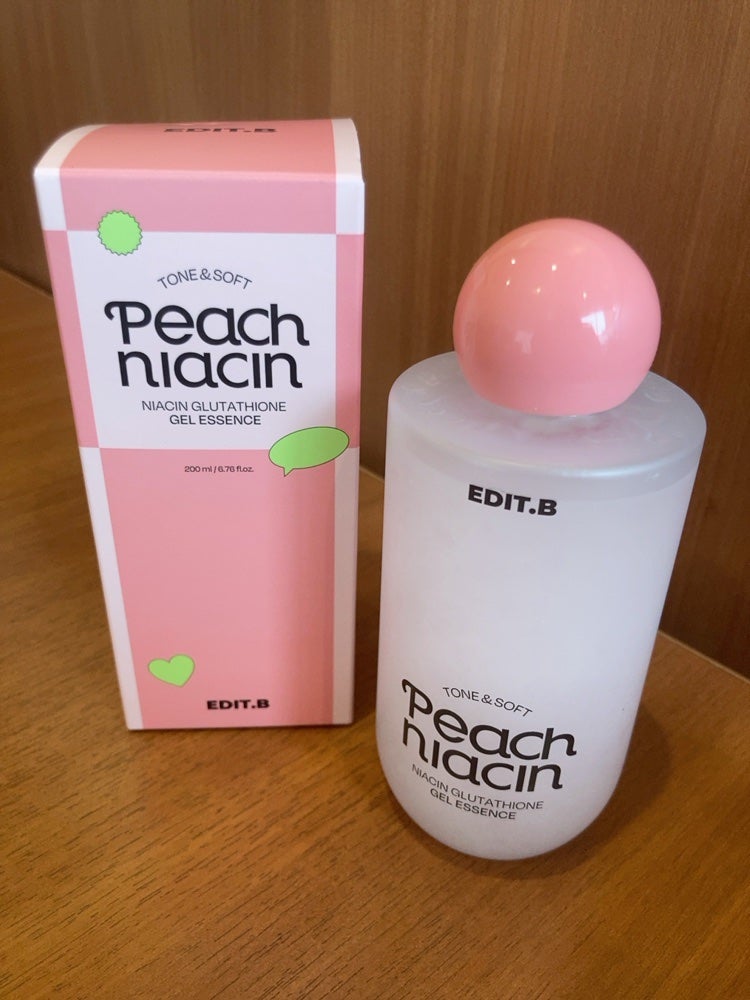 EDIT.B
TONE & SOFT
Peach
niacin
NIACIN GLUTATHIONE
GEL ESSENCE
200 ml / 6.76 fl.oz.
EDIT.B
EDIT.B
TONE & SOFT
Peach
niacin
NIACIN GLUTATHIONE
GEL ESSENCE